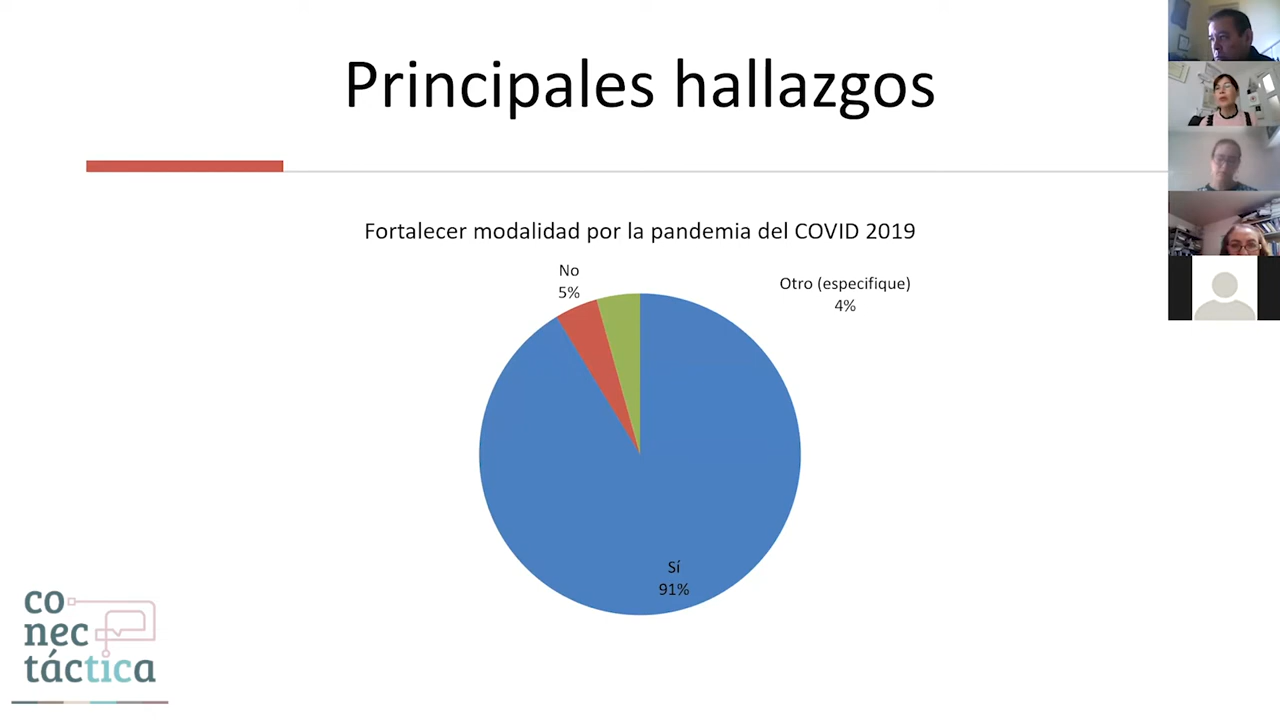 Principales hallazgos
Fortalecer modalidad por la pandemia del COVID 2019
No
5%
Otro (especifique)
4%
Sí
91%
co
nec
táctica